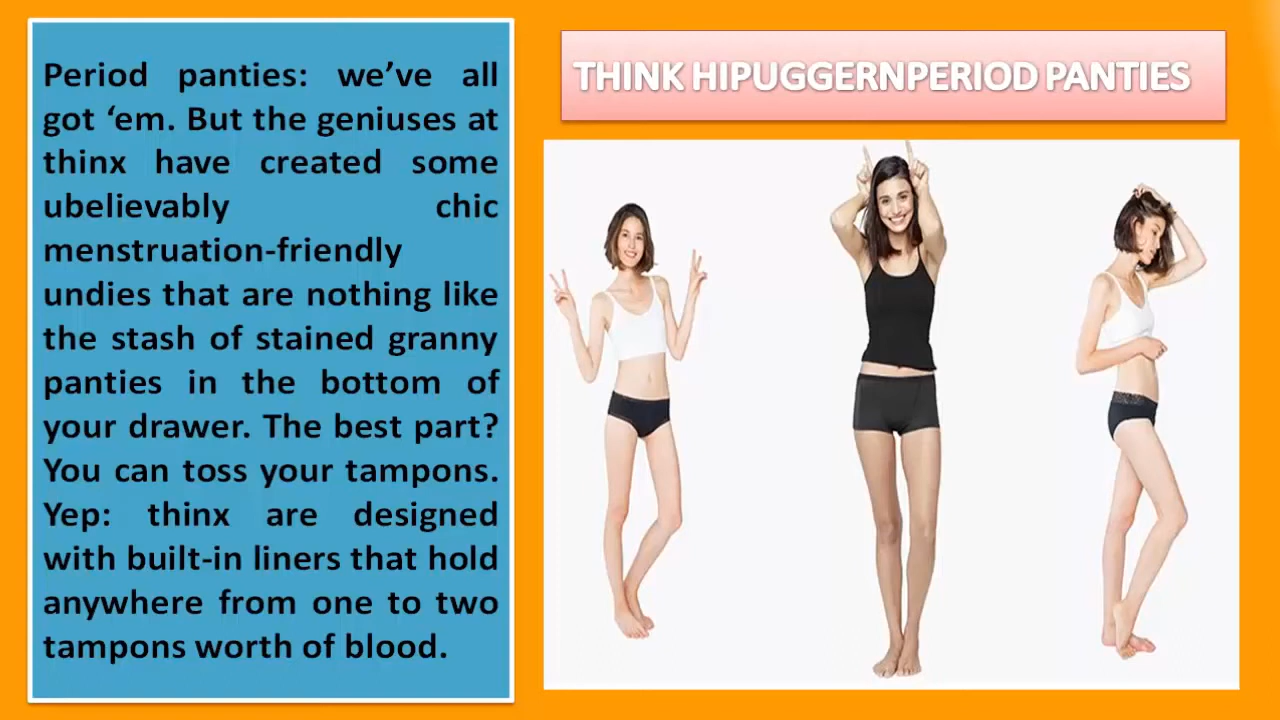 Period panties: we’ve all
got ‘em. But the geniuses at
thinx have created some
ubelievably chic
menstruation-friendly
undies that are nothing like
the stash of stained granny
panties in the bottom of
your drawer. The best part?
You can toss your tampons.
Yep: thinx are designed
with built-in liners that hold
anywhere from one to two
tampons worth of blood.
THINK HIPUGGERNPERIOD PANTIES